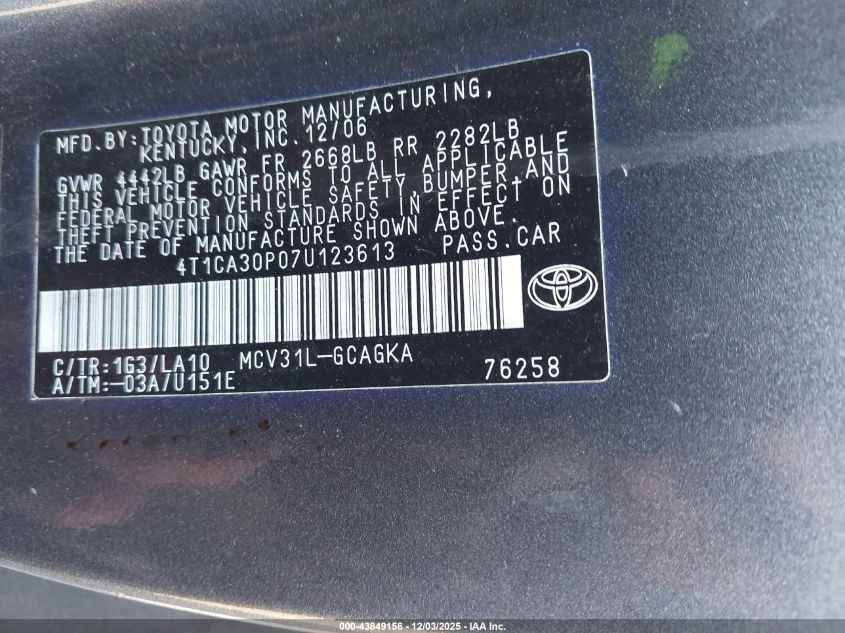 MFD.BY:TOYOTA MOTOR MANUFACTURING,
KENTUCKY,INC.12/06
GVWR 4442LB GAWR FR 2668LB RR 2282LB
THIS VEHICLE CONFORMS TO ALL APPLICABLE
FEDERAL MOTOR VEHICLE SAFETY,BUMPER,AND
THEFT PREVENTION STANDARDS IN EFFECT ON
THE DATE OF MANUFACTURE SHOWN ABOVE.
4T1CA30P07U123613 PASS.CAR
C/TR:1G3/LA10 MCV31L-GCAGKA
A/TM:-03A/U151E 76258
000-43849156 - 12/03/2025 - IAA Inc.